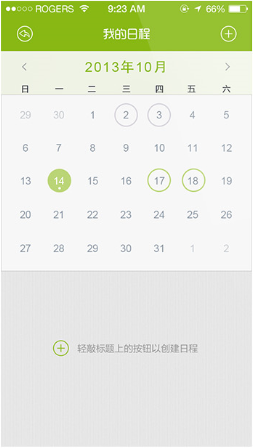 ROGERS 9:23 AM 66%
我的日程
2013年10月
日 一 二 三 四 五 六
29 30 1 2 3 4 5
6 7 8 9 10 11 12
13 14 15 16 17 18 19
20 21 22 23 24 25 26
27 28 29 30 31 1 2
轻敲标题上的按钮以创建日程